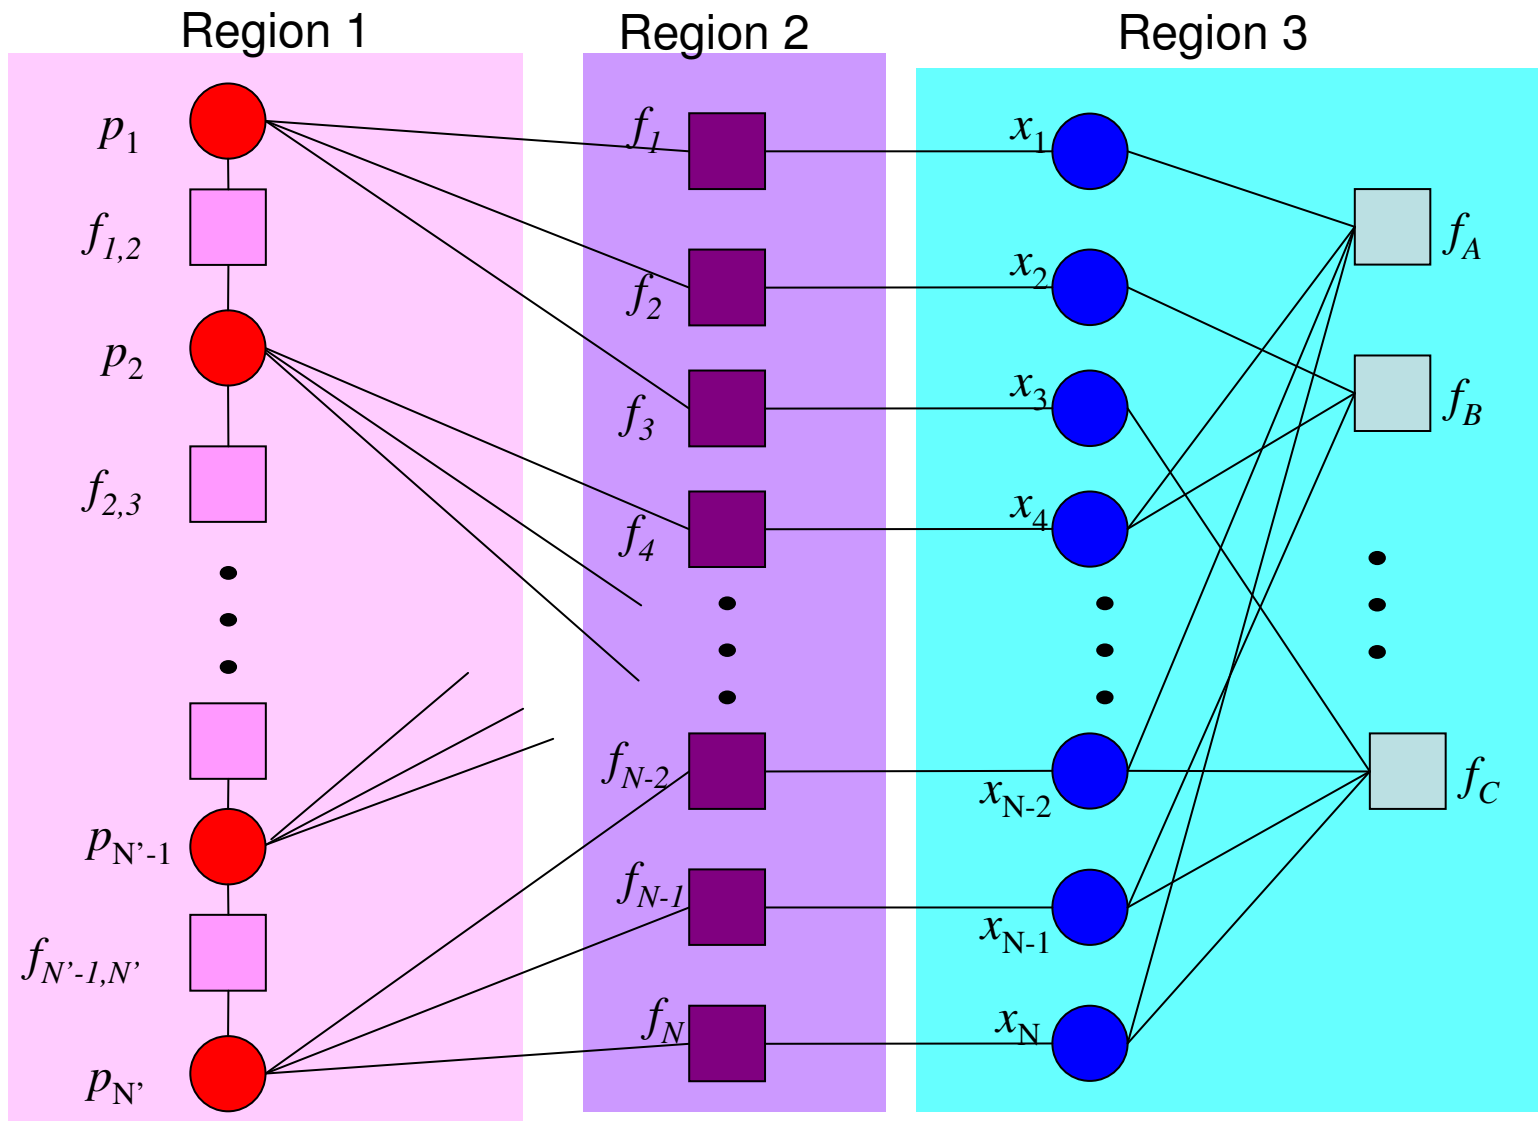 Region 1
Region 2
Region 3
p1
f1,2
p2
f2,3
pN’-1
fN’-1,N’
pN’
f1
f2
f3
f4
fN-2
fN-1
fN
x1
x2
x3
x4
xN-2
xN-1
xN
fA
fB
fC